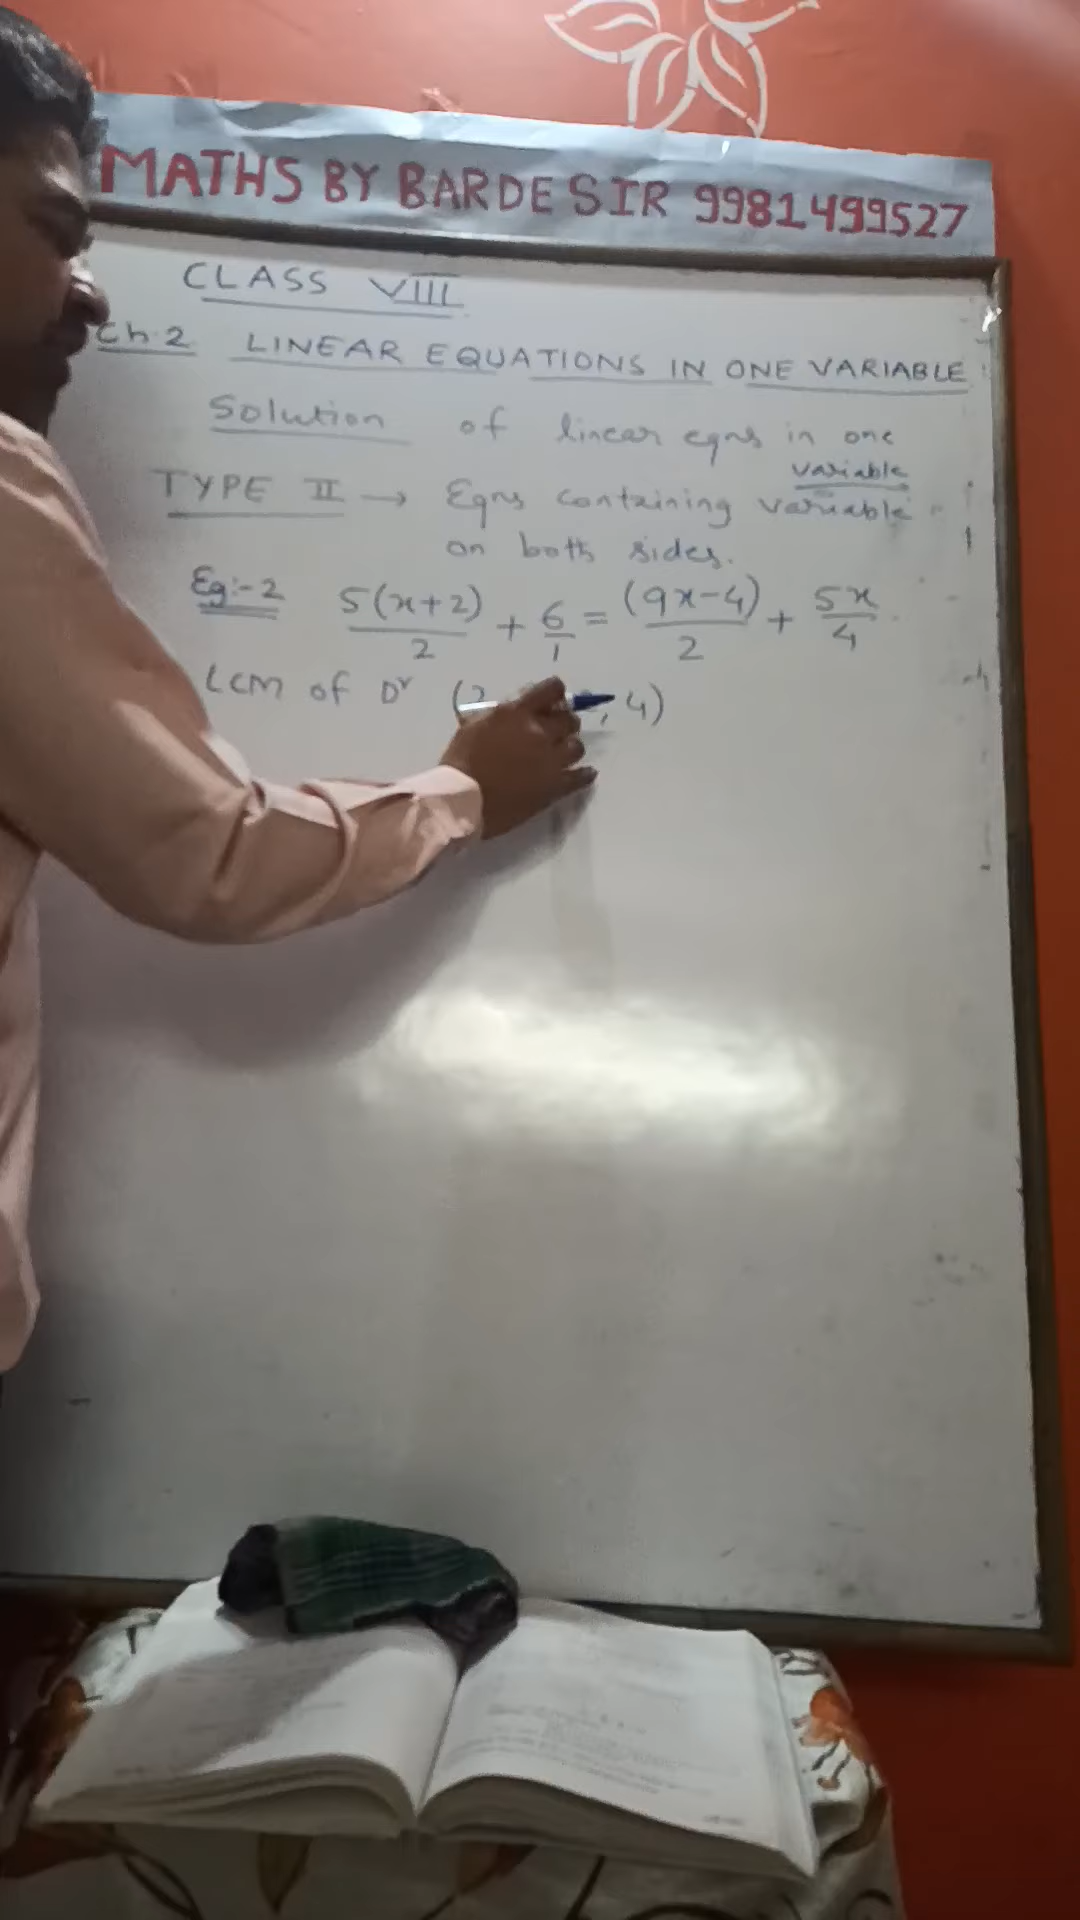 MATHS BY BARDE SIR 9981499527
CLASS VIII
Ch.2 LINEAR EQUATIONS IN ONE VARIABLE
Solution of linear eqns in one
variable
TYPE II → Eqns containing variable
on both sides.
Eg:-2 5(x+2)/2 + 6/1 = (9x-4)/2 + 5x/4
LCM of Dr (2 , 4)